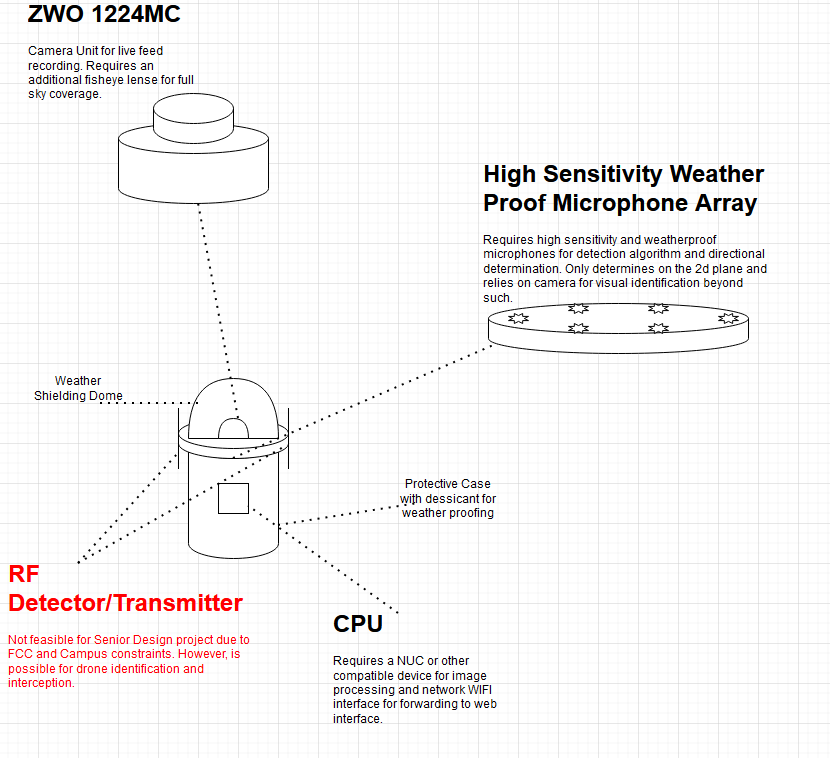 ZWO 1224MC
Camera Unit for live feed
recording. Requires an
additional fisheye lense for full
sky coverage.
High Sensitivity Weather
Proof Microphone Array
Requires high sensitivity and weatherproof
microphones for detection algorithm and directional
determination. Only determines on the 2d plane and
relies on camera for visual identification beyond
such.
Weather
Shielding Dome
Protective Case
with dessicant for
weather proofing
RF
Detector/Transmitter
Not feasible for Senior Design project due to
FCC and Campus constraints. However, is
possible for drone identification and
interception.
CPU
Requires a NUC or other
compatible device for image
processing and network WIFI
interface for forwarding to web
interface.